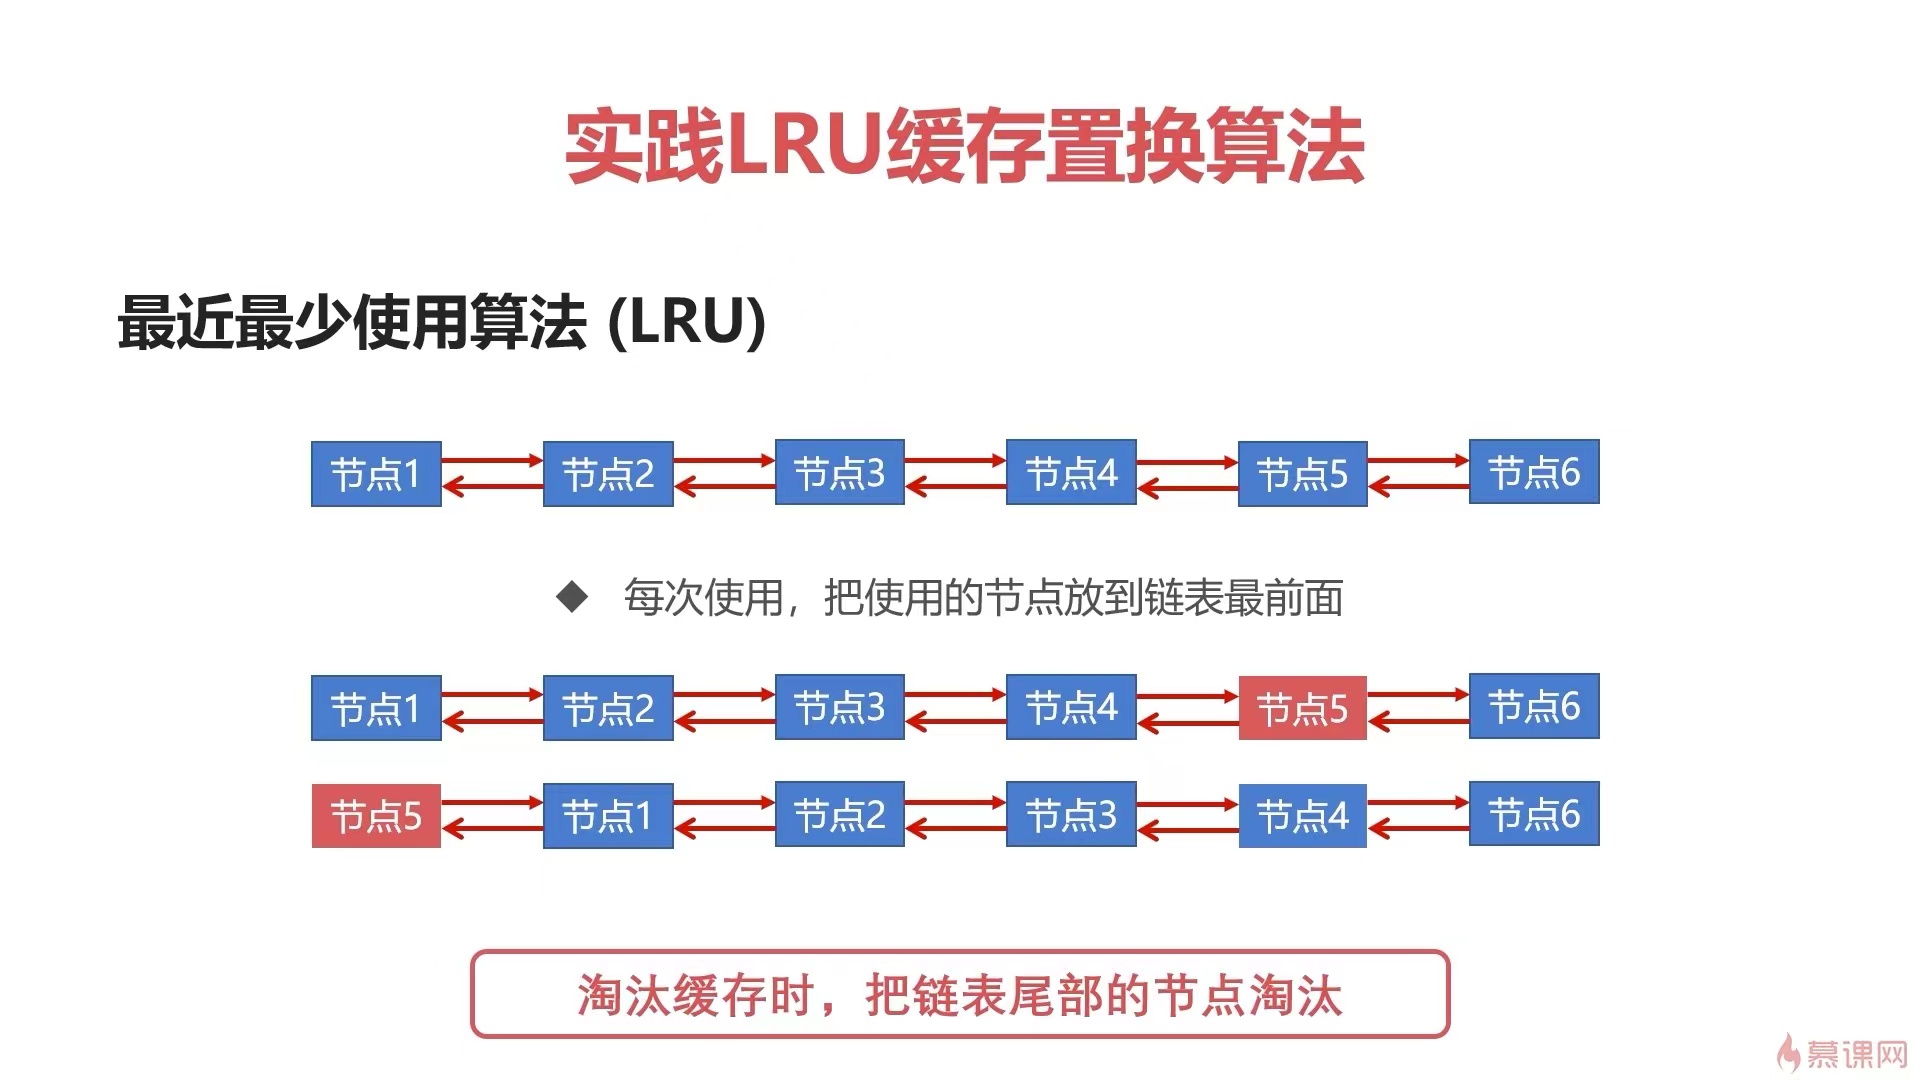 实践LRU缓存置换算法
最近最少使用算法 (LRU)
节点1 节点2 节点3 节点4 节点5 节点6
◆ 每次使用，把使用的节点放到链表最前面
节点1 节点2 节点3 节点4 节点5 节点6
节点5 节点1 节点2 节点3 节点4 节点6
淘汰缓存时，把链表尾部的节点淘汰
慕课网